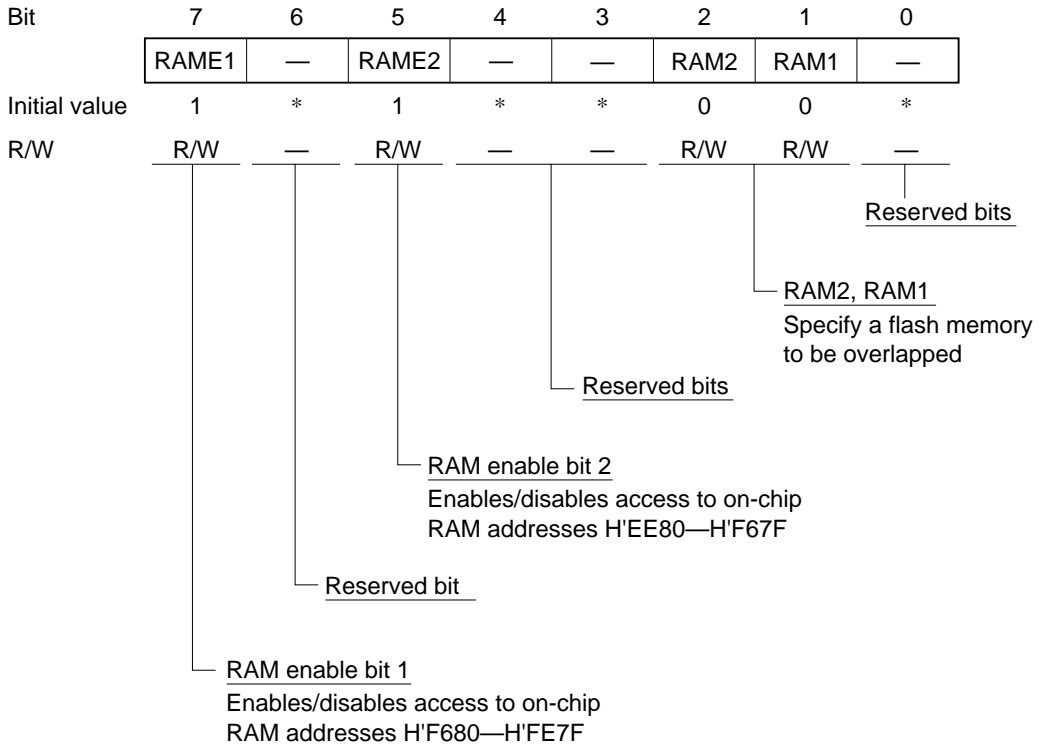 Bit 7 6 5 4 3 2 1 0
RAME1 — RAME2 — — RAM2 RAM1 —
Initial value 1 * 1 * * 0 0 *
R/W R/W — R/W — — R/W R/W —
Reserved bits
RAM2, RAM1
Specify a flash memory
to be overlapped
Reserved bits
RAM enable bit 2
Enables/disables access to on-chip
RAM addresses H'EE80—H'F67F
Reserved bit
RAM enable bit 1
Enables/disables access to on-chip
RAM addresses H'F680—H'FE7F